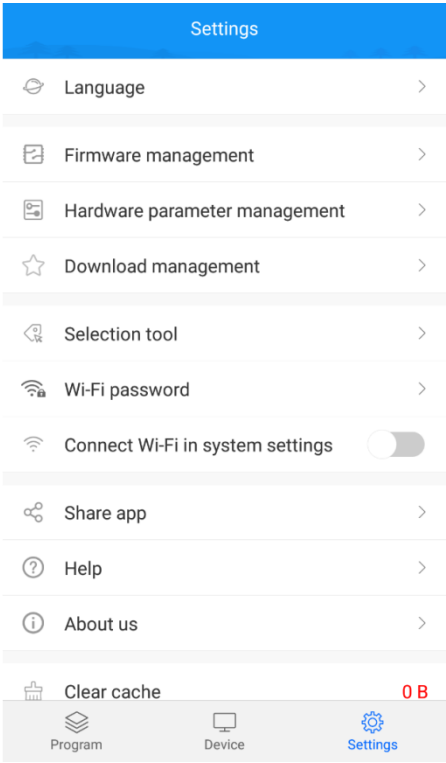 Settings
Language
Firmware management
Hardware parameter management
Download management
Selection tool
Wi-Fi password
Connect Wi-Fi in system settings
Share app
Help
About us
Clear cache 0 B
Program Device Settings